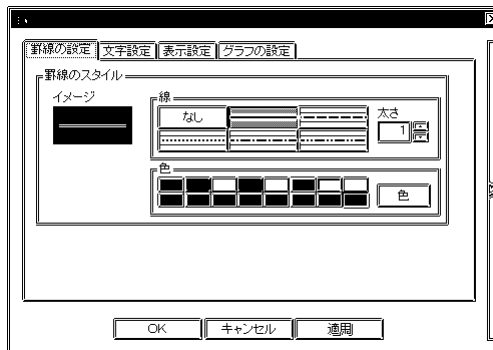 罫線の設定 文字設定 表示設定 グラフの設定
罫線のスタイル
イメージ
線
なし
太さ
1
色
色
OK キャンセル 適用